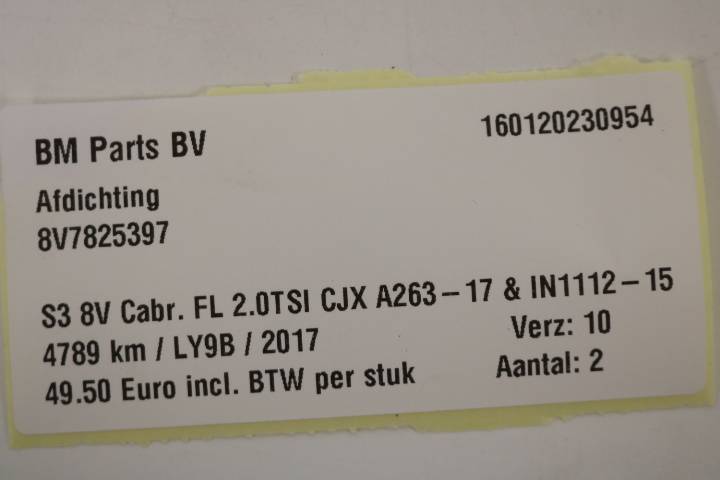 BM Parts BV
160120230954
Afdichting
8V7825397
S3 8V Cabr. FL 2.0TSI CJX A263-17 & IN1112-15
4789 km / LY9B / 2017
Verz: 10
49.50 Euro incl. BTW per stuk
Aantal: 2